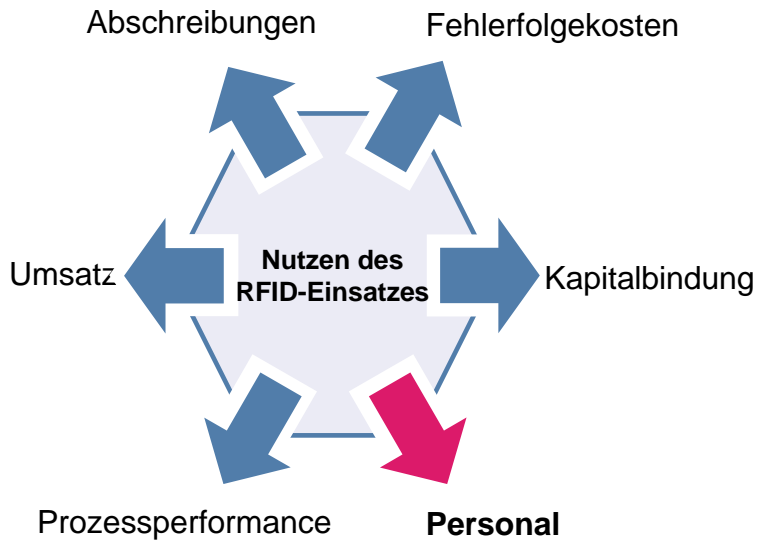 Abschreibungen
Fehlerfolgekosten
Umsatz
Nutzen des
RFID-Einsatzes
Kapitalbindung
Prozessperformance
Personal